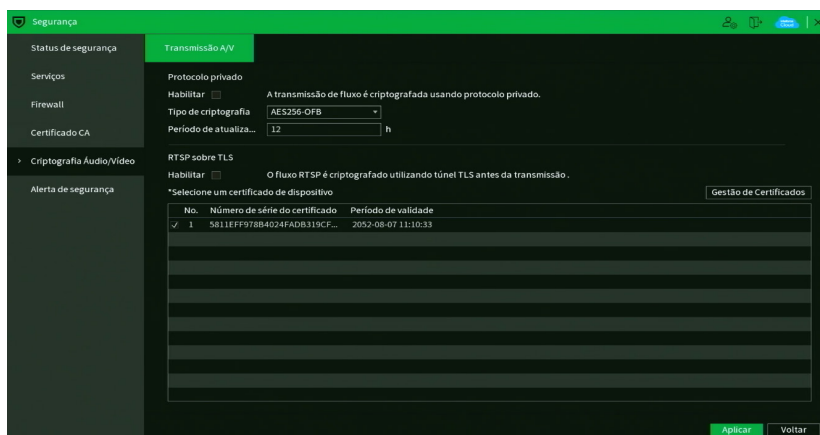 Segurança
Status de segurança
Transmissão A/V
Serviços
Firewall
Certificado CA
> Criptografia Áudio/Vídeo
Alerta de segurança
Protocolo privado
Habilitar A transmissão de fluxo é criptografada usando protocolo privado.
Tipo de criptografia AES256-OFB
Período de atualiza... 12 h
RTSP sobre TLS
Habilitar O fluxo RTSP é criptografado utilizando túnel TLS antes da transmissão .
*Selecione um certificado de dispositivo Gestão de Certificados
No. Número de série do certificado Período de validade
1 5811EFF978B4024FADB319CF... 2052-08-07 11:10:33
Aplicar Voltar